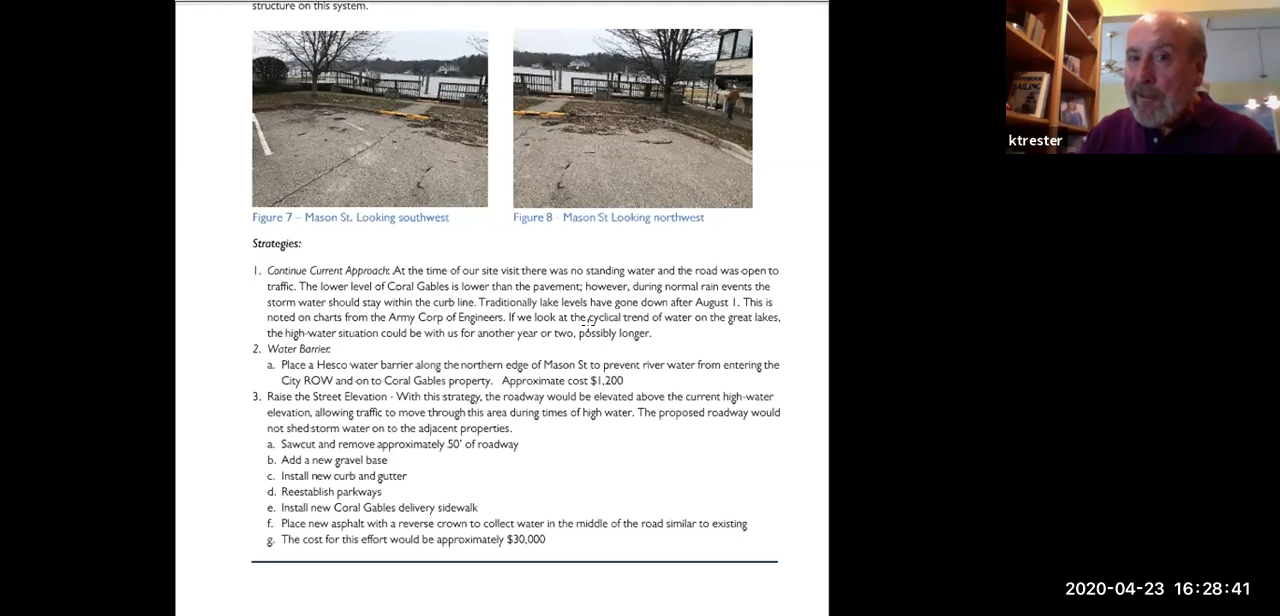 structure on this system.
Figure 7 – Mason St. Looking southwest
Figure 8 - Mason St Looking northwest
Strategies:
1. Continue Current Approach: At the time of our site visit there was no standing water and the road was open to
traffic. The lower level of Coral Gables is lower than the pavement; however, during normal rain events the
storm water should stay within the curb line. Traditionally lake levels have gone down after August 1. This is
noted on charts from the Army Corp of Engineers. If we look at the cyclical trend of water on the great lakes,
the high-water situation could be with us for another year or two, possibly longer.
2. Water Barrier:
a. Place a Hesco water barrier along the northern edge of Mason St to prevent river water from entering the
City ROW and on to Coral Gables property. Approximate cost $1,200
3. Raise the Street Elevation - With this strategy, the roadway would be elevated above the current high-water
elevation, allowing traffic to move through this area during times of high water. The proposed roadway would
not shed storm water on to the adjacent properties.
a. Sawcut and remove approximately 50' of roadway
b. Add a new gravel base
c. Install new curb and gutter
d. Reestablish parkways
e. Install new Coral Gables delivery sidewalk
f. Place new asphalt with a reverse crown to collect water in the middle of the road similar to existing
g. The cost for this effort would be approximately $30,000
SAILING
ktrester
2020-04-23 16:28:41